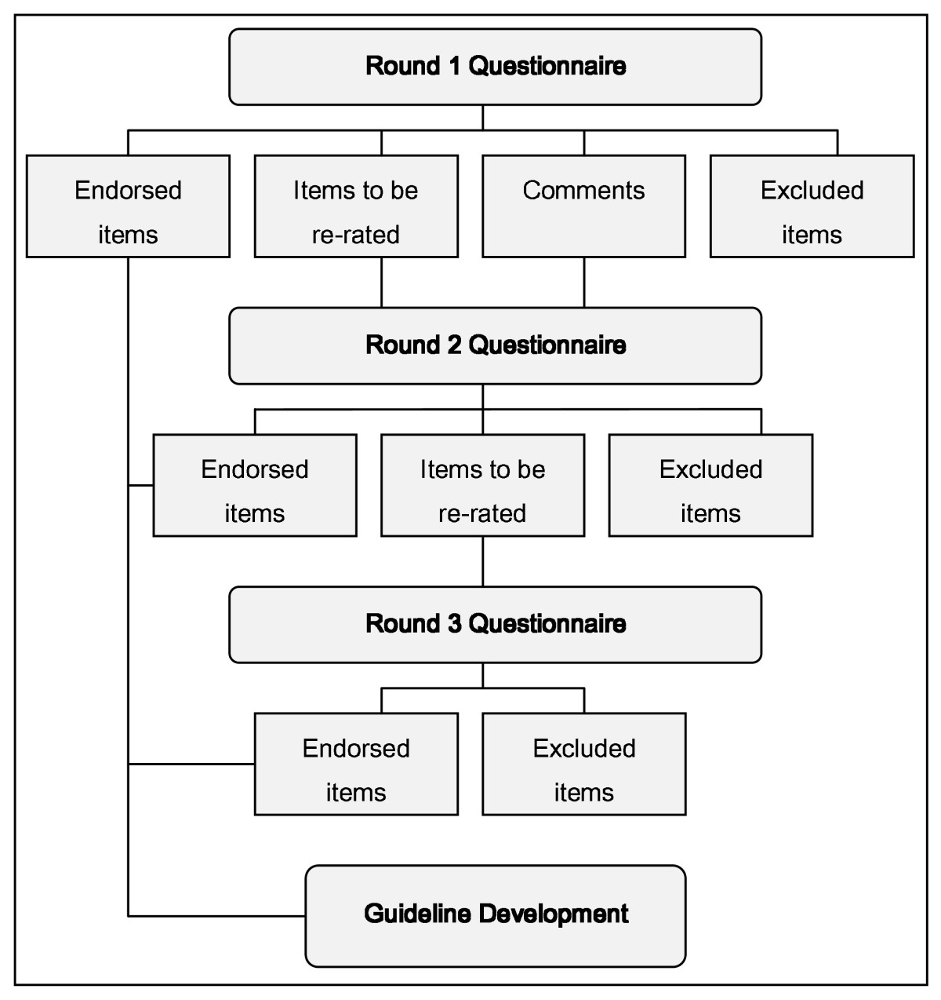 Round 1 Questionnaire
Endorsed
items
Items to be
re-rated
Comments
Excluded
items
Round 2 Questionnaire
Endorsed
items
Items to be
re-rated
Excluded
items
Round 3 Questionnaire
Endorsed
items
Excluded
items
Guideline Development